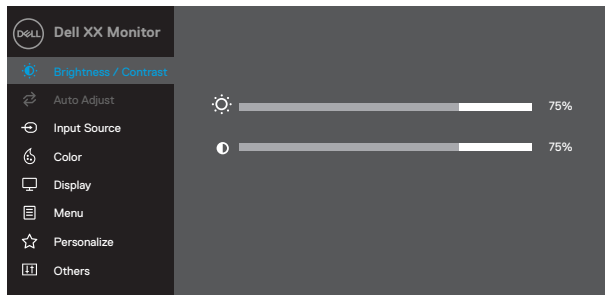 DELL Dell XX Monitor
Brightness / Contrast
Auto Adjust
75%
Input Source
Color
75%
Display
Menu
Personalize
Others